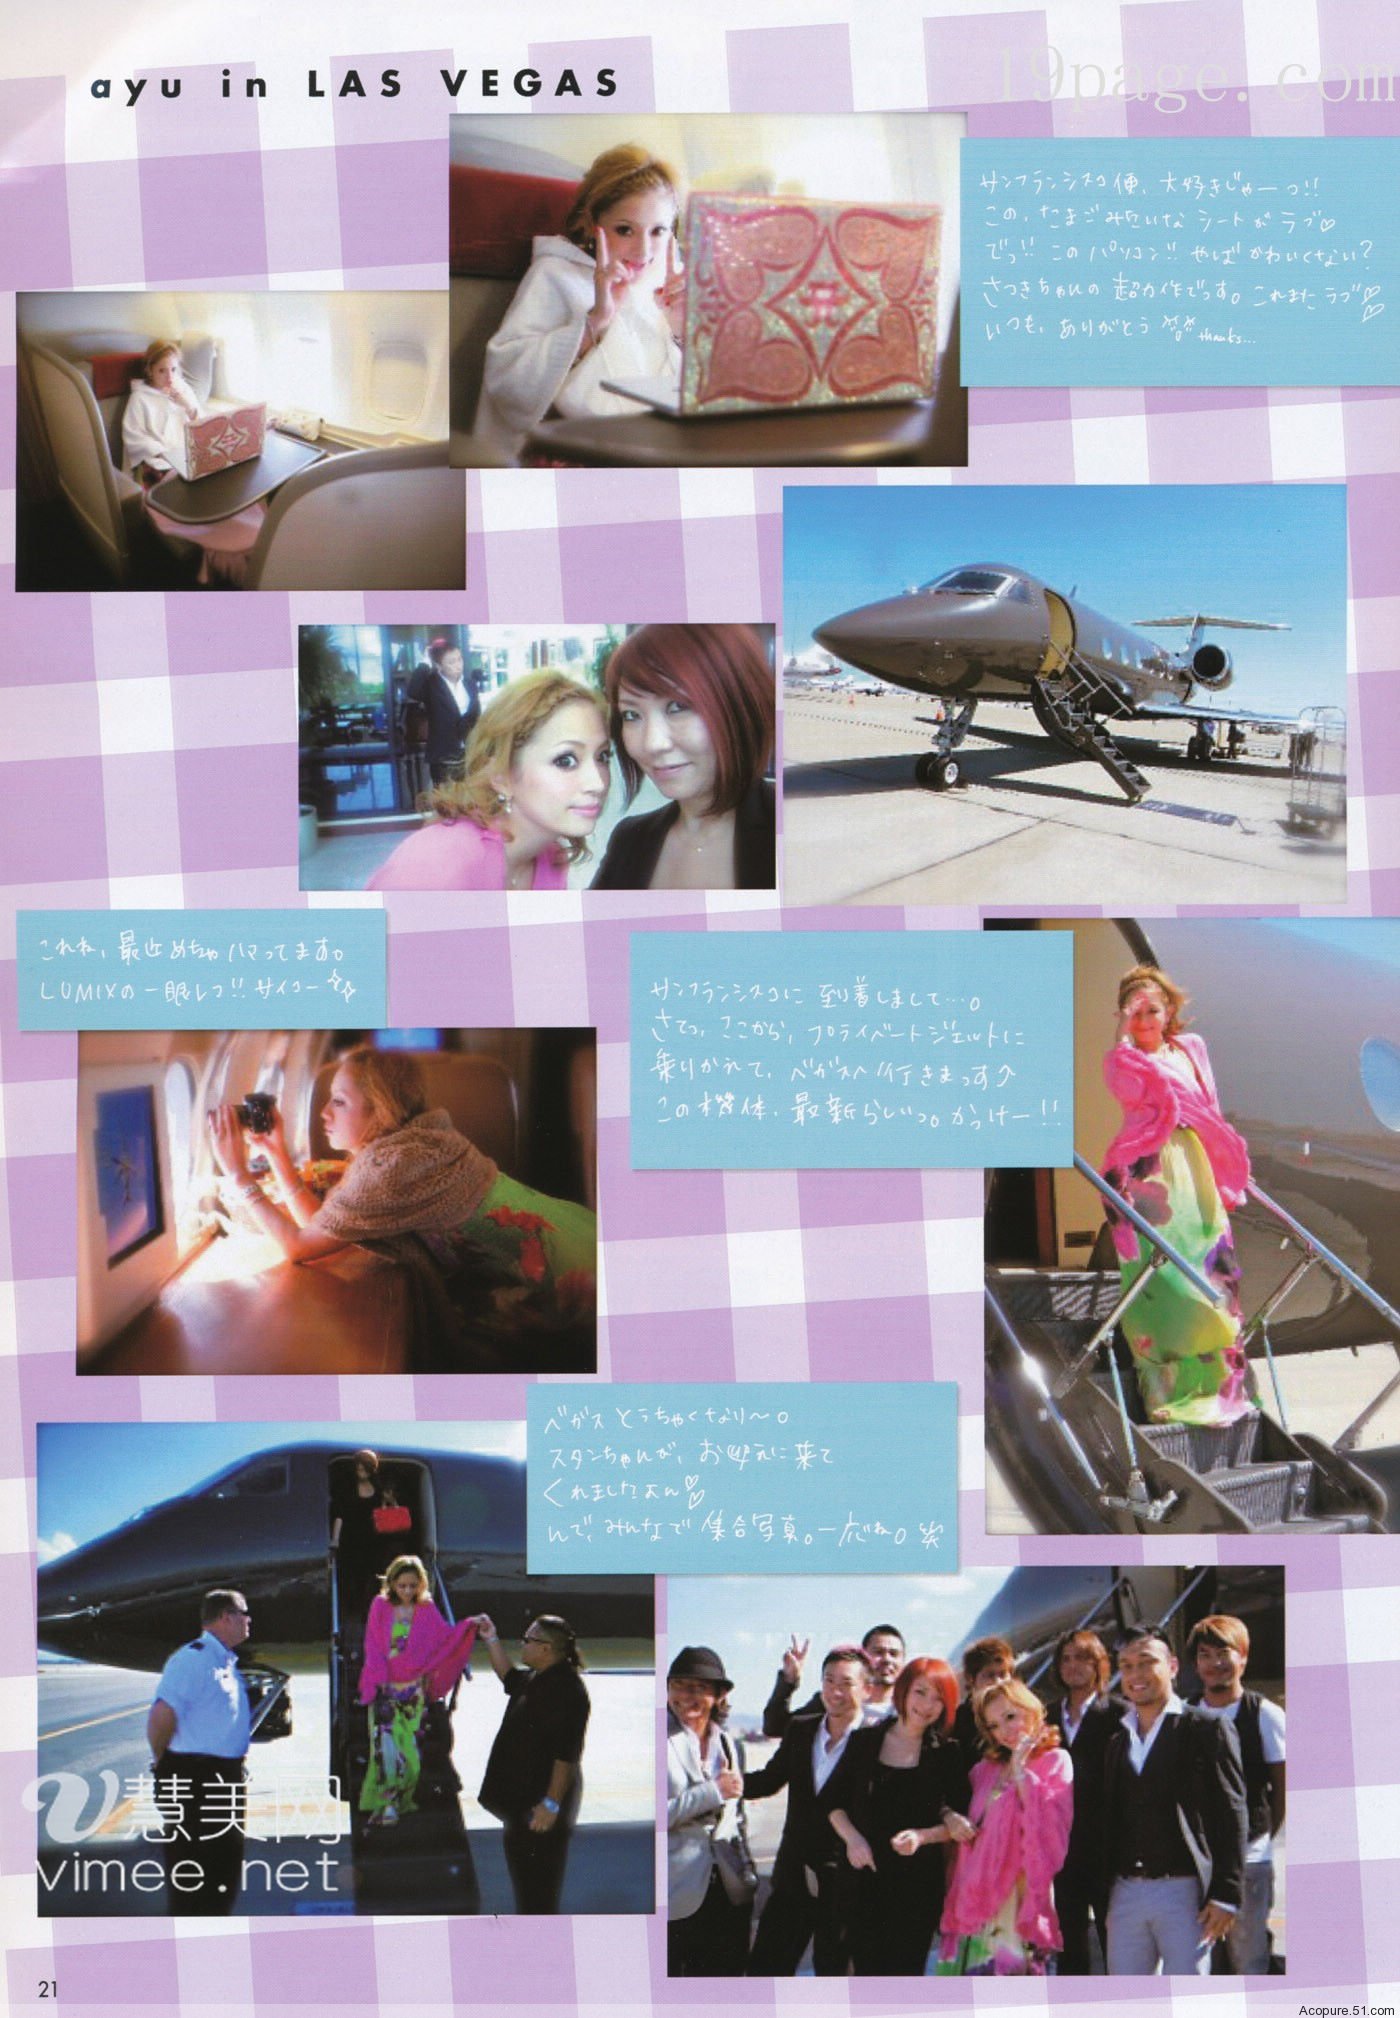 ayu in LAS VEGAS
19page.com
サンフランシスコ便、大好きじゃーっ!!
この、たまごみたいな シートが ラブ♡
でっ!! この パソコン!! やばかわいくない?
さつきちゃんの 超力作でっす。これまた ラブ♡
いつも、ありがとう thanks...
これね、最近めちゃハマってます。
LUMIXの一眼レフ!! サイコー
サンフランシスコに 到着しまして…。
さてっ、ここから、プライベートジェットに
乗りかえて、ベガスへ行きまっす
この機体、最新らしいっ。かっけー!!
ベガス とうちゃくなり〜。
スタンちゃんが、お迎えに来て
くれましたぁん♡
んで、みんなで 集合写真。一応ね。笑
慧美网
vimee.net
21
Acopure.51.com